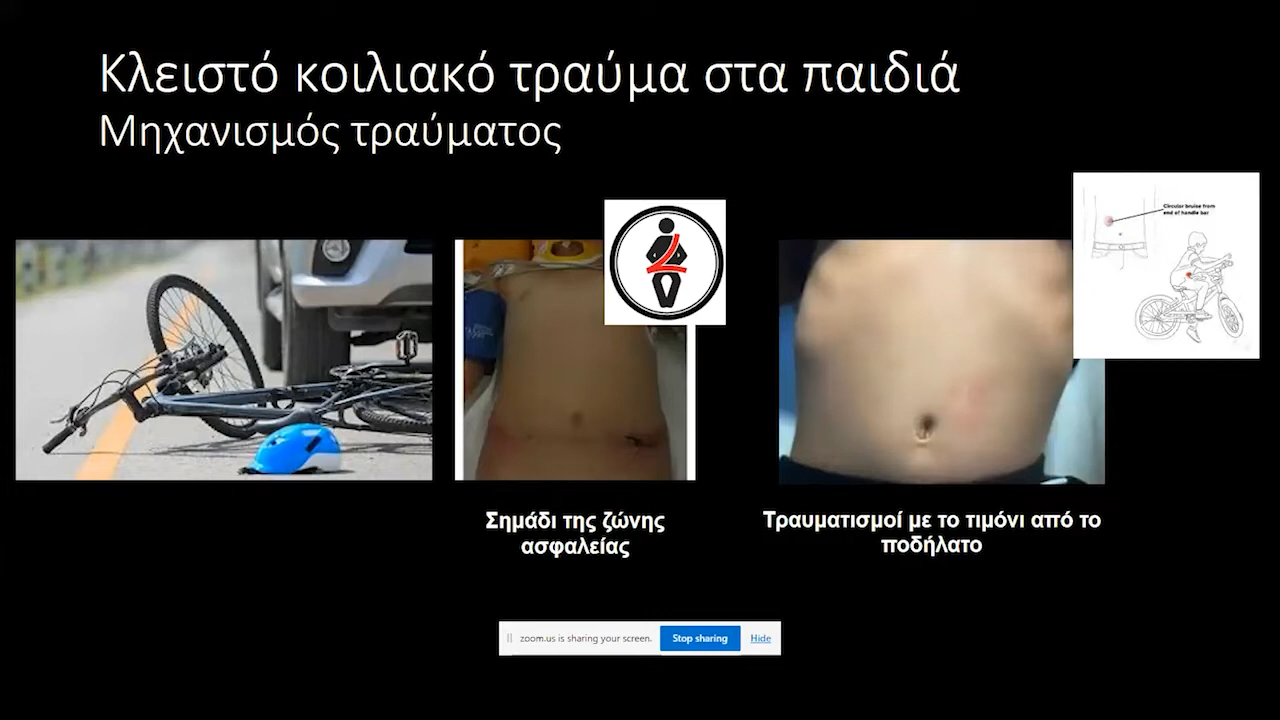 Κλειστό κοιλιακό τραύμα στα παιδιά
Μηχανισμός τραύματος
Circular bruise from
end of handle bar
Σημάδι της ζώνης
ασφαλείας
Τραυματισμοί με το τιμόνι από το
ποδήλατο
zoom.us is sharing your screen.
Stop sharing
Hide